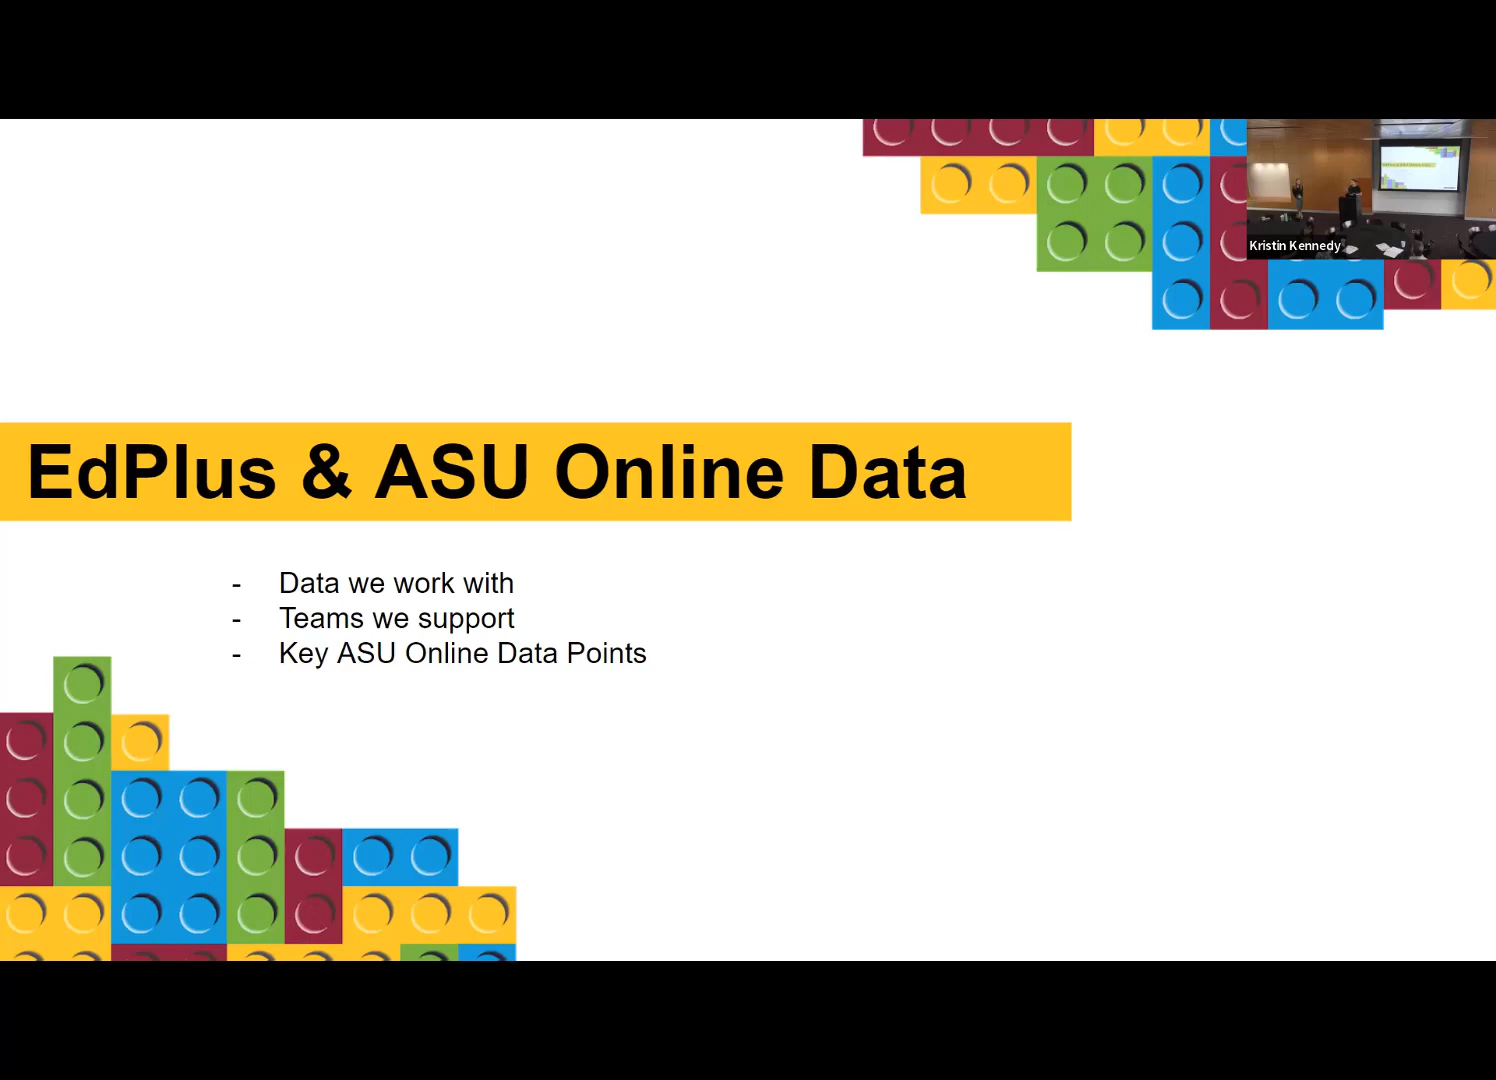 Kristin Kennedy
EdPlus & ASU Online Data
- Data we work with
- Teams we support
- Key ASU Online Data Points